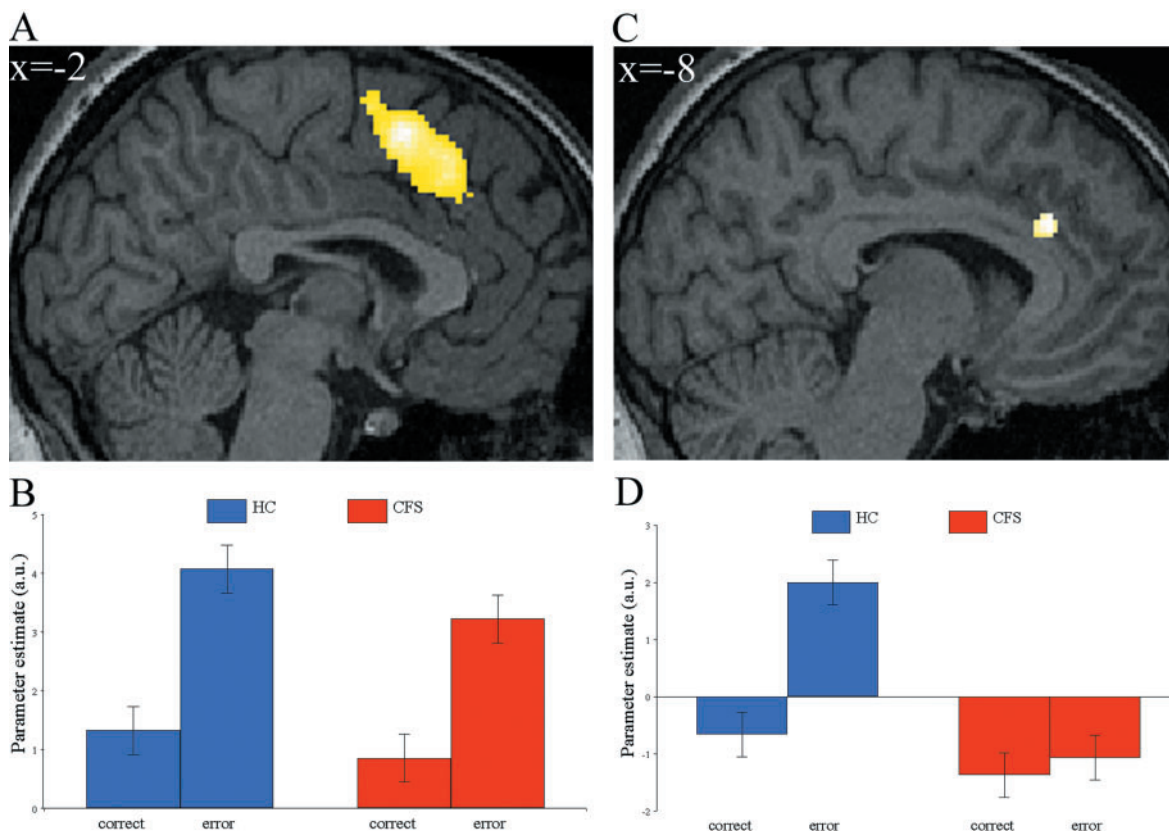 A
x=-2
C
x=-8
B
HC
CFS
Parameter estimate (a.u.)
5
4
3
2
1
0
correct
error
correct
error
D
HC
CFS
Parameter estimate (a.u.)
3
2
1
0
-1
-2
correct
error
correct
error